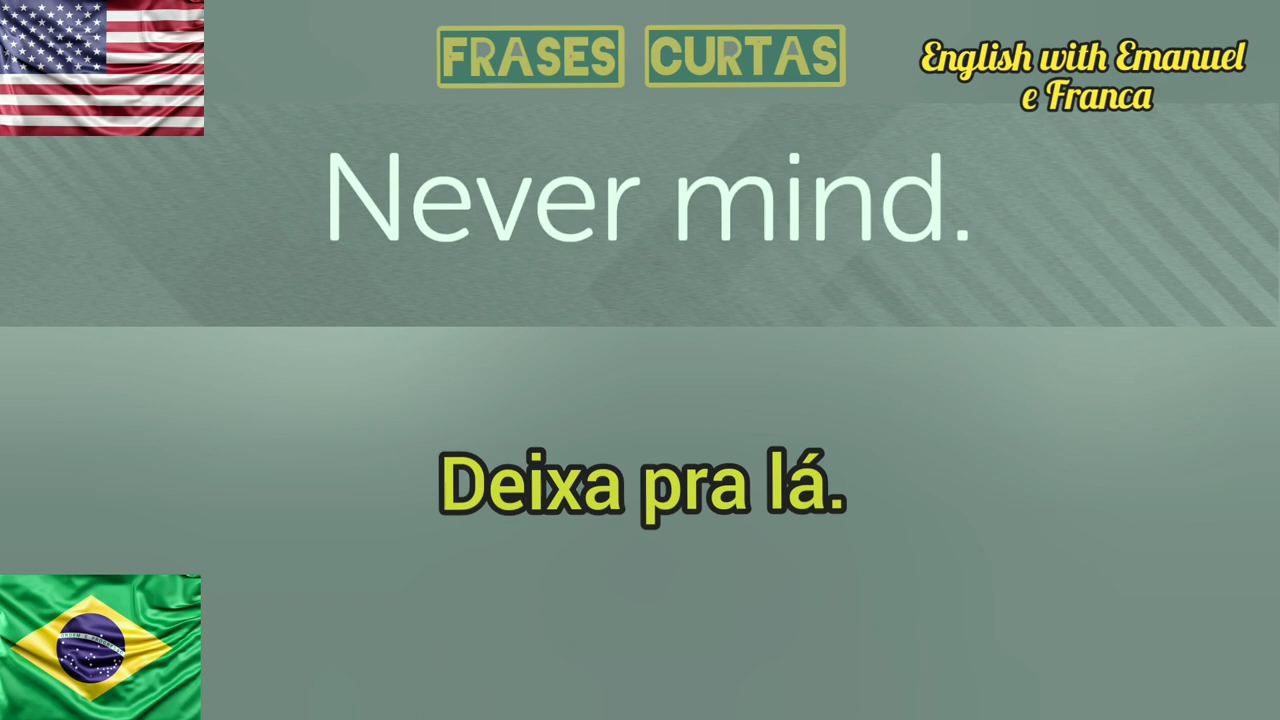 FRASES CURTAS
English with Emanuel
e Franca
Never mind.
Deixa pra lá.